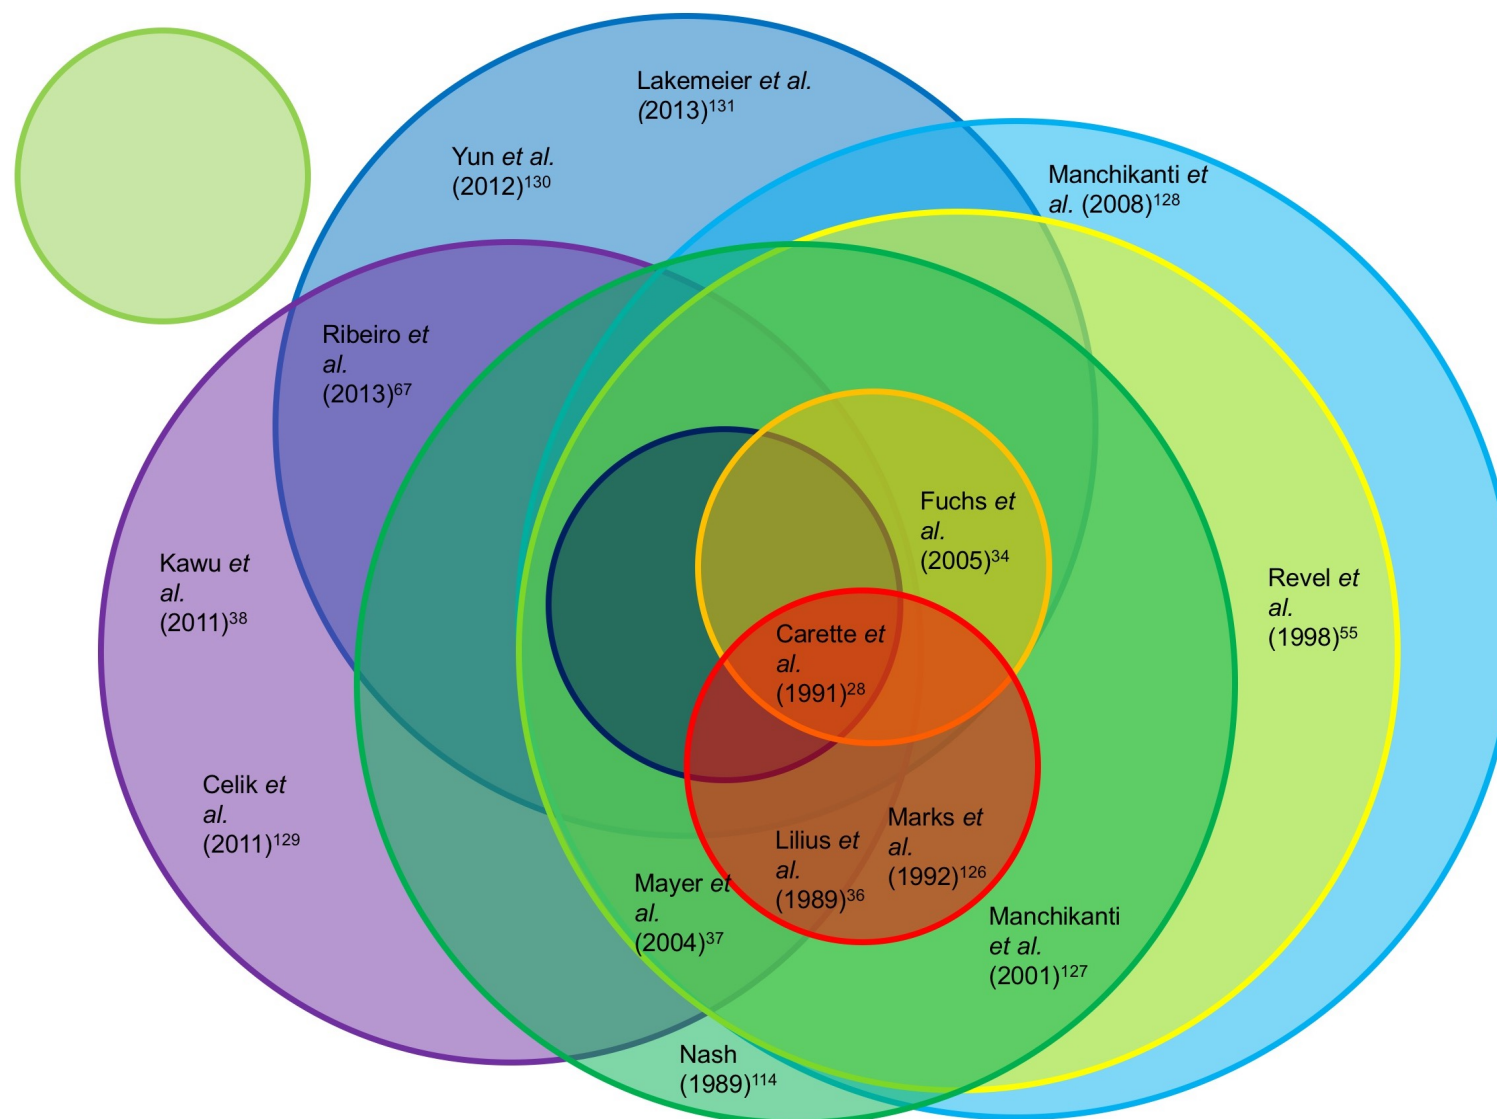 Lakemeier et al.
(2013)131
Yun et al.
(2012)130
Manchikanti et
al. (2008)128
Ribeiro et
al.
(2013)67
Fuchs et
al.
(2005)34
Kawu et
al.
(2011)38
Revel et
al.
(1998)55
Carette et
al.
(1991)28
Celik et
al.
(2011)129
Marks et
al.
(1992)126
Lilius et
al.
(1989)36
Mayer et
al.
(2004)37
Manchikanti
et al.
(2001)127
Nash
(1989)114